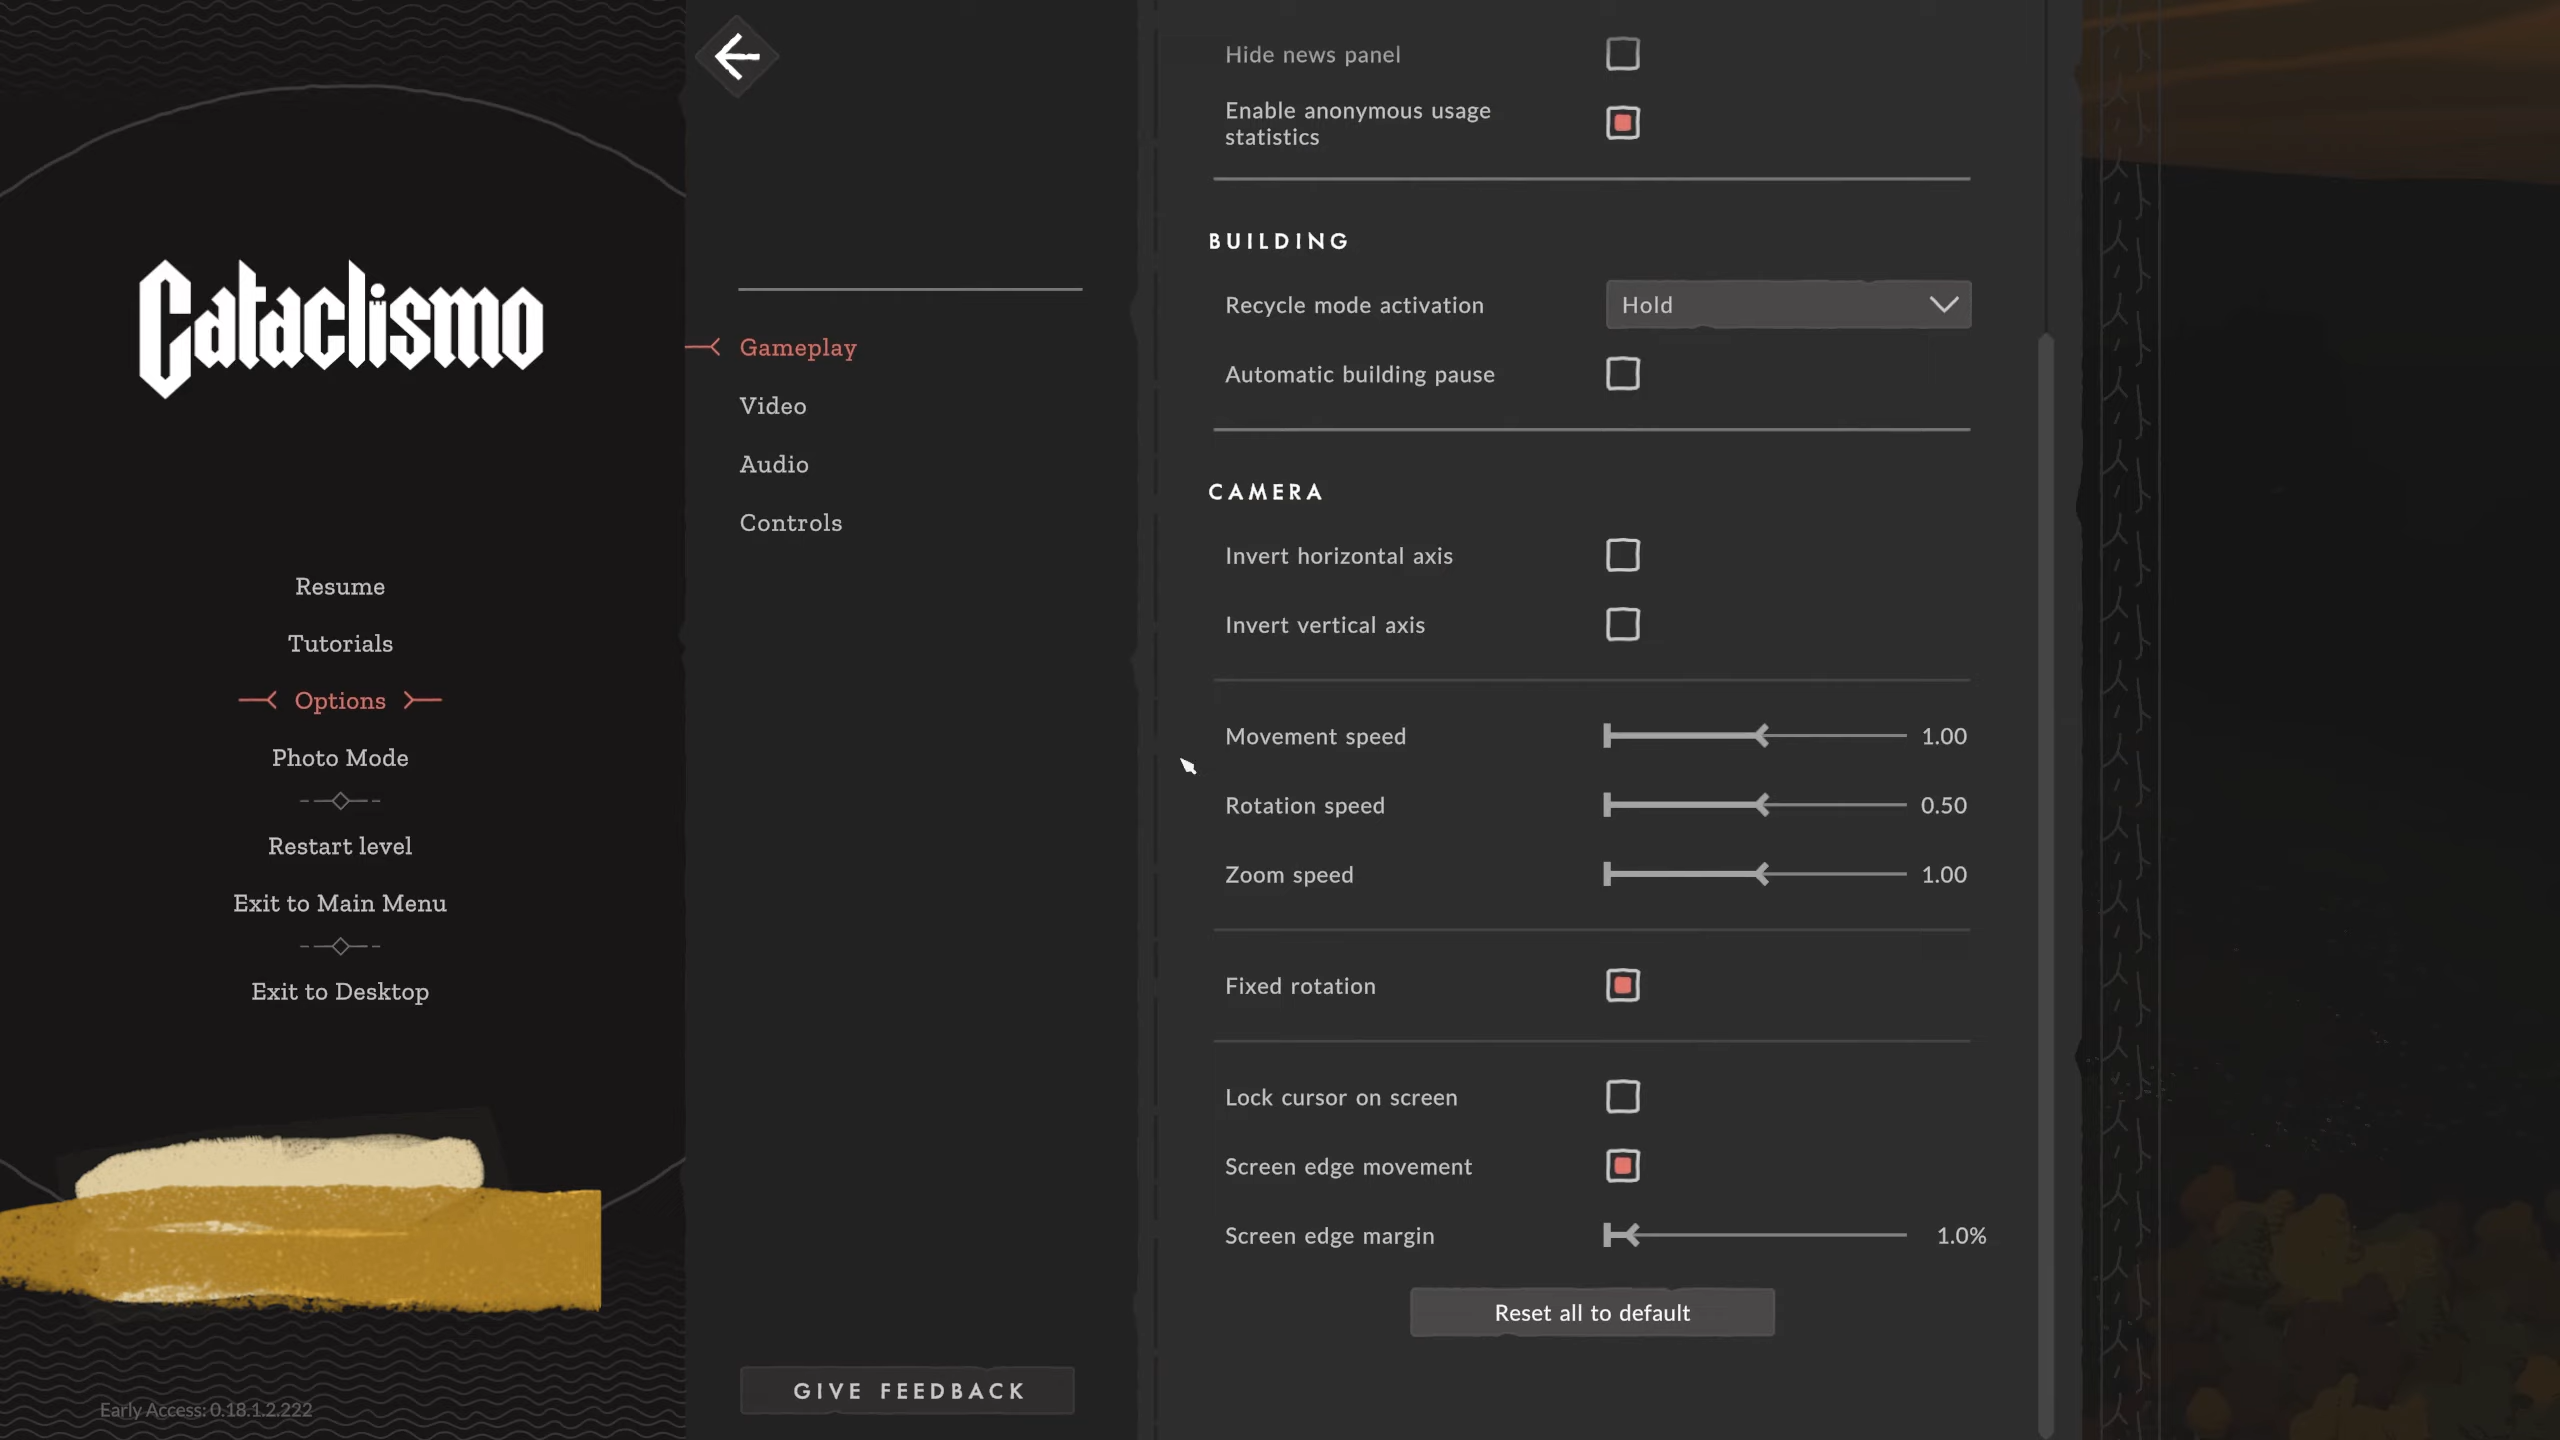 Cataclismo
Resume
Tutorials
Options
Photo Mode
Restart level
Exit to Main Menu
Exit to Desktop
Early Access: 0.18.1.2.222
Gameplay
Video
Audio
Controls
GIVE FEEDBACK
Hide news panel
Enable anonymous usage
statistics
BUILDING
Recycle mode activation Hold
Automatic building pause
CAMERA
Invert horizontal axis
Invert vertical axis
Movement speed 1.00
Rotation speed 0.50
Zoom speed 1.00
Fixed rotation
Lock cursor on screen
Screen edge movement
Screen edge margin 1.0%
Reset all to default